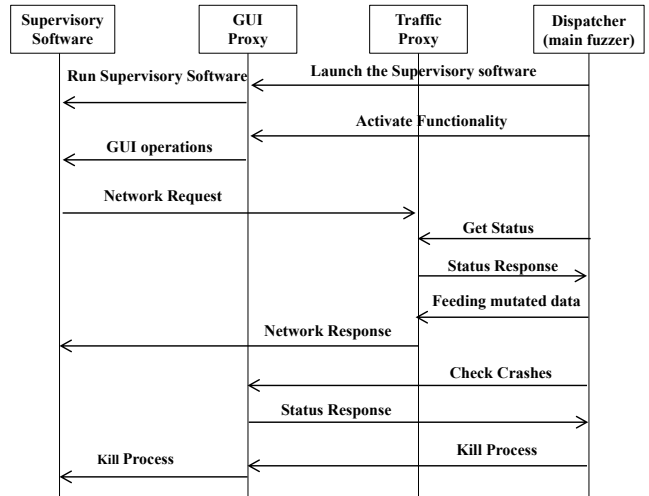 Supervisory
Software
GUI
Proxy
Traffic
Proxy
Dispatcher
(main fuzzer)
Launch the Supervisory software
Run Supervisory Software
Activate Functionality
GUI operations
Network Request
Get Status
Status Response
Feeding mutated data
Network Response
Check Crashes
Status Response
Kill Process
Kill Process